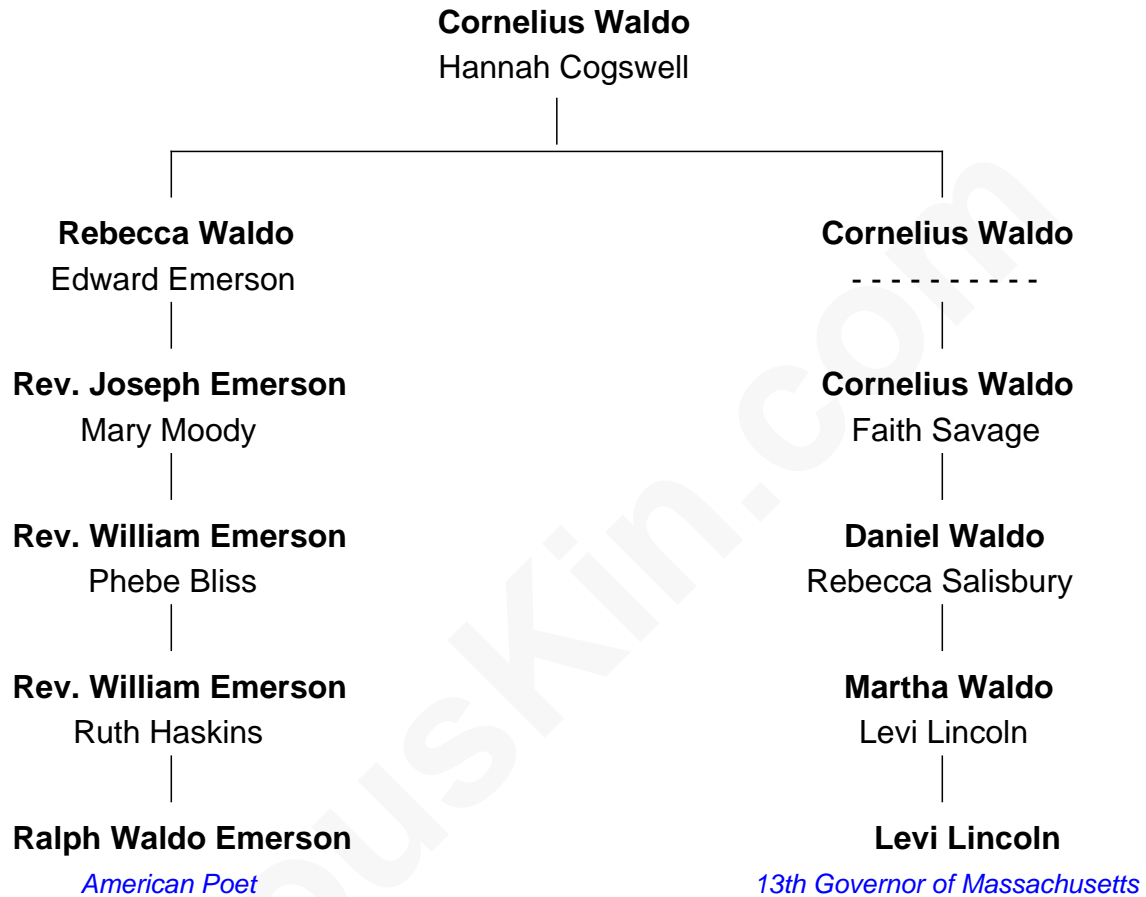 Cornelius Waldo
Hannah Cogswell
Rebecca Waldo
Edward Emerson
Rev. Joseph Emerson
Mary Moody
Rev. William Emerson
Phebe Bliss
Rev. William Emerson
Ruth Haskins
Ralph Waldo Emerson
American Poet
Cornelius Waldo
- - - - - - - - - -
Cornelius Waldo
Faith Savage
Daniel Waldo
Rebecca Salisbury
Martha Waldo
Levi Lincoln
Levi Lincoln
13th Governor of Massachusetts
ousKin.com